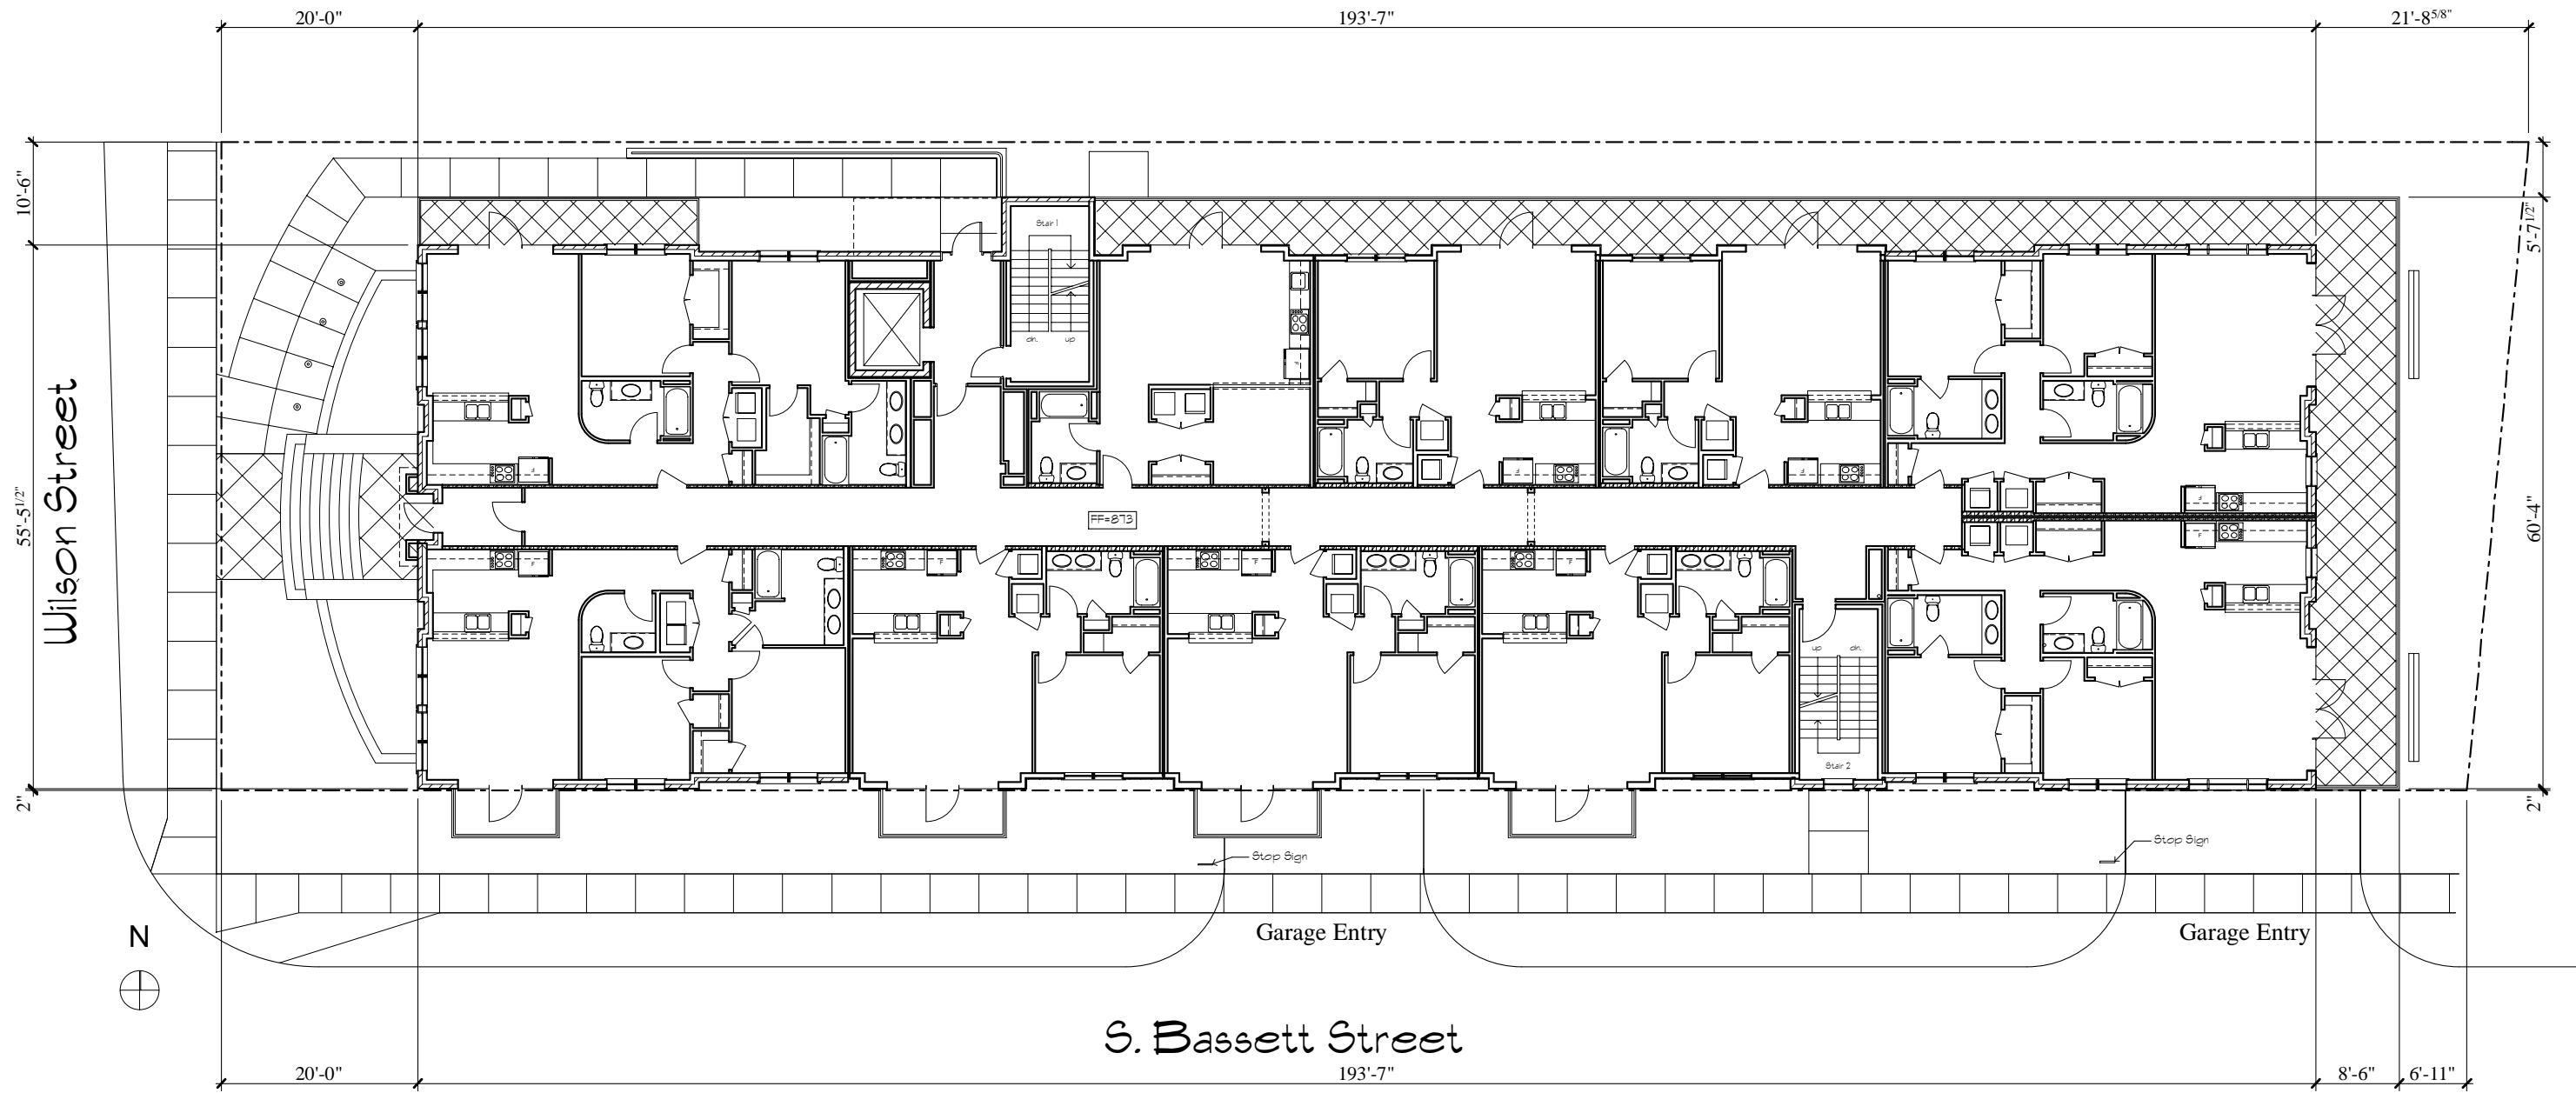 20'-0"
193'-7"
21'-8 5/8"
10'-6"
5'-7 1/2"
Stair 1
dn.
up
F
F
F
F
F
Wilson Street
55'-5 1/2"
FF=873
60'-4"
F
F
F
F
F
up
dn.
Stair 2
2"
2"
Stop Sign
Stop Sign
Garage Entry
Garage Entry
N
S. Bassett Street
20'-0"
193'-7"
8'-6"
6'-11"